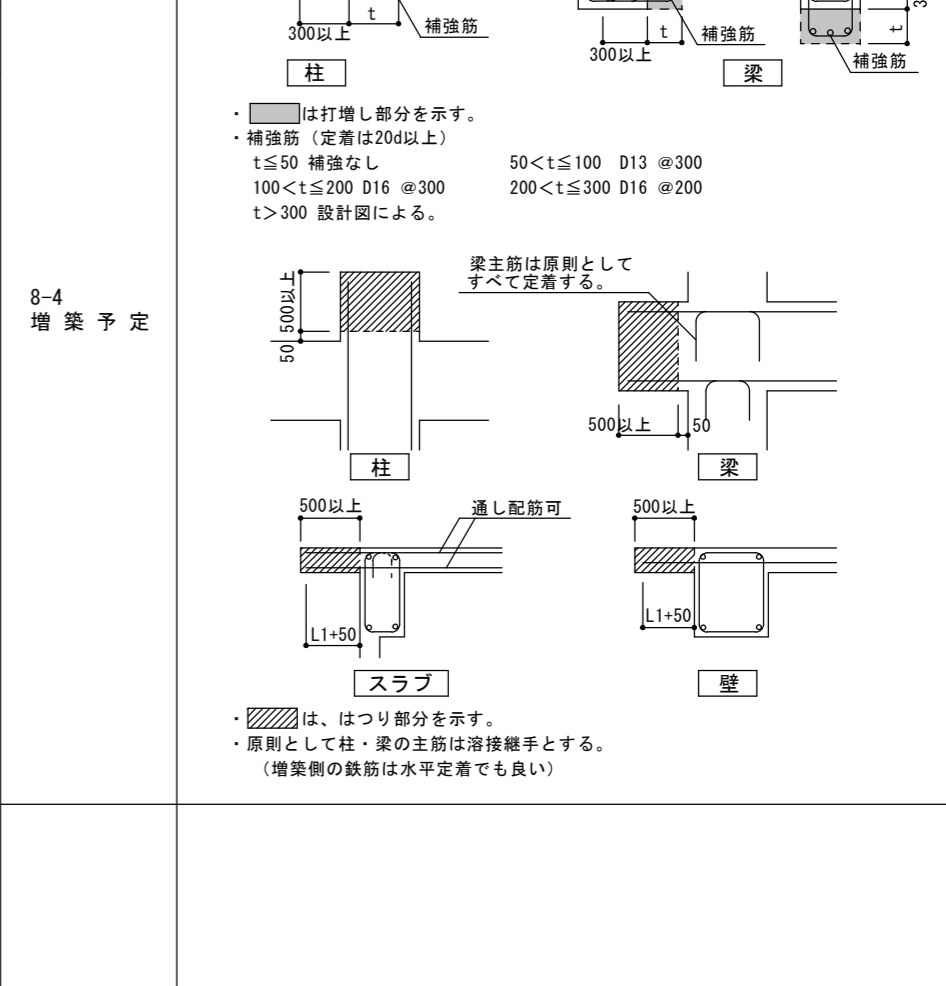 t
300以上
補強筋
t
300以上
補強筋
t
補強筋
柱
梁
・ は打増し部分を示す。
・補強筋（定着は20d以上）
t≦50 補強なし 50＜t≦100 D13 @300
100＜t≦200 D16 @300 200＜t≦300 D16 @200
t＞300 設計図による。
8-4
増 築 予 定
500以上
50
柱
梁主筋は原則として
すべて定着する。
500以上
50
梁
500以上
通し配筋可
L1+50
スラブ
500以上
L1+50
壁
・ は、はつり部分を示す。
・原則として柱・梁の主筋は溶接継手とする。
（増築側の鉄筋は水平定着でも良い）